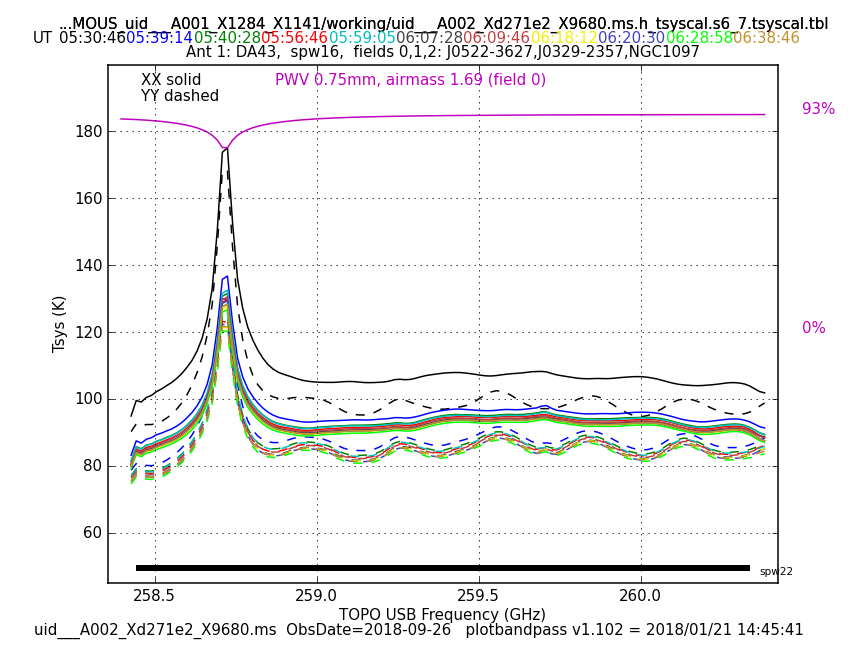 ...MOUS_uid___A001_X1284_X1141/working/uid___A002_Xd271e2_X9680.ms.h_tsyscal.s6_7.tsyscal.tbl
UT 05:30:46 05:39:14 05:40:28 05:56:46 05:59:05 06:07:28 06:09:46 06:18:12 06:20:30 06:28:58 06:38:46
Ant 1: DA43, spw16, fields 0,1,2: J0522-3627,J0329-2357,NGC1097
XX solid
PWV 0.75mm, airmass 1.69 (field 0)
YY dashed
93%
0%
180
160
140
120
100
80
60
Tsys (K)
spw22
258.5 259.0 259.5 260.0
TOPO USB Frequency (GHz)
uid___A002_Xd271e2_X9680.ms ObsDate=2018-09-26 plotbandpass v1.102 = 2018/01/21 14:45:41